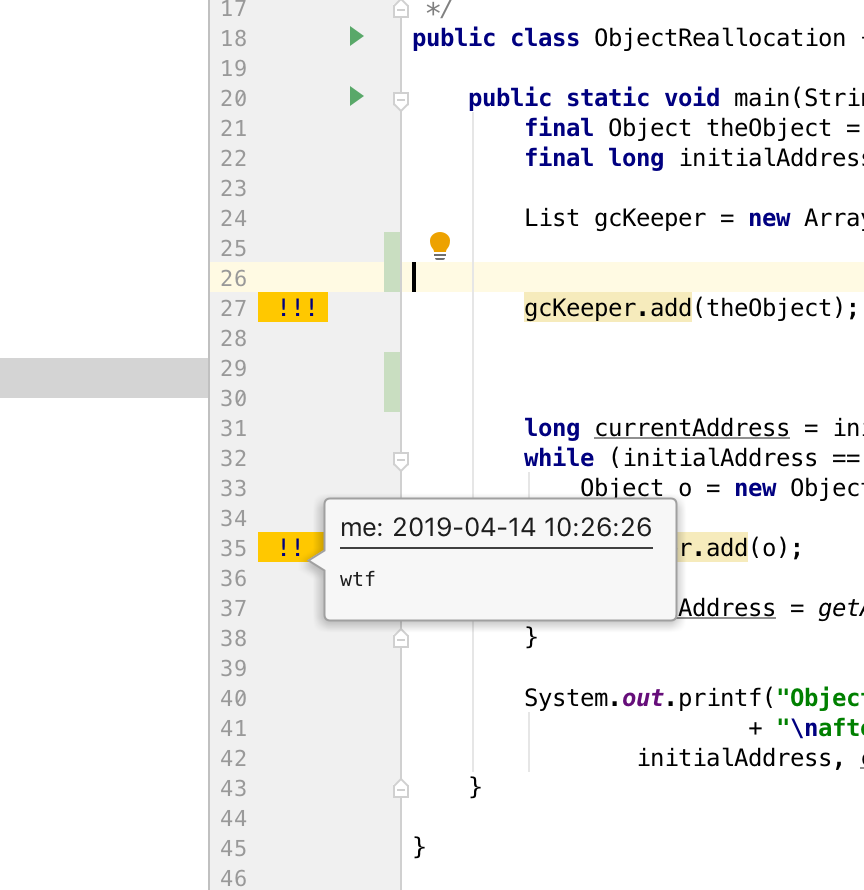 17 */
18 public class ObjectReallocation
19
20 public static void main(Strin
21 final Object theObject =
22 final long initialAddress
23
24 List gcKeeper = new Array
25
26
27 !!! gcKeeper.add(theObject);
28
29
30
31 long currentAddress = ini
32 while (initialAddress ==
33 Object o = new Object
34
me: 2019-04-14 10:26:26
35 !! r.add(o);
36 wtf
37 Address = getA
38 }
39
40 System.out.printf("Object
41 + "\nafte
42 initialAddress,
43 }
44
45 }
46